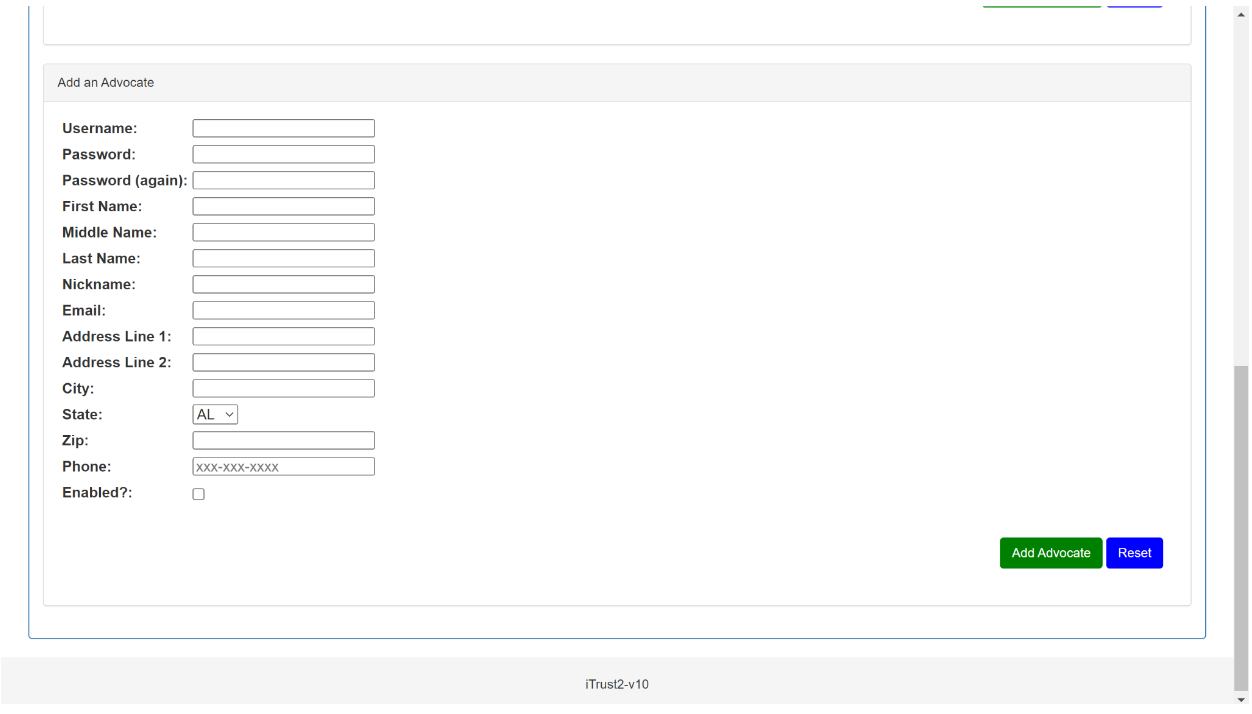 Add an Advocate
Username:
Password:
Password (again):
First Name:
Middle Name:
Last Name:
Nickname:
Email:
Address Line 1:
Address Line 2:
City:
State: AL
Zip:
Phone: xxx-xxx-xxxx
Enabled?:
Add Advocate Reset
iTrust2-v10